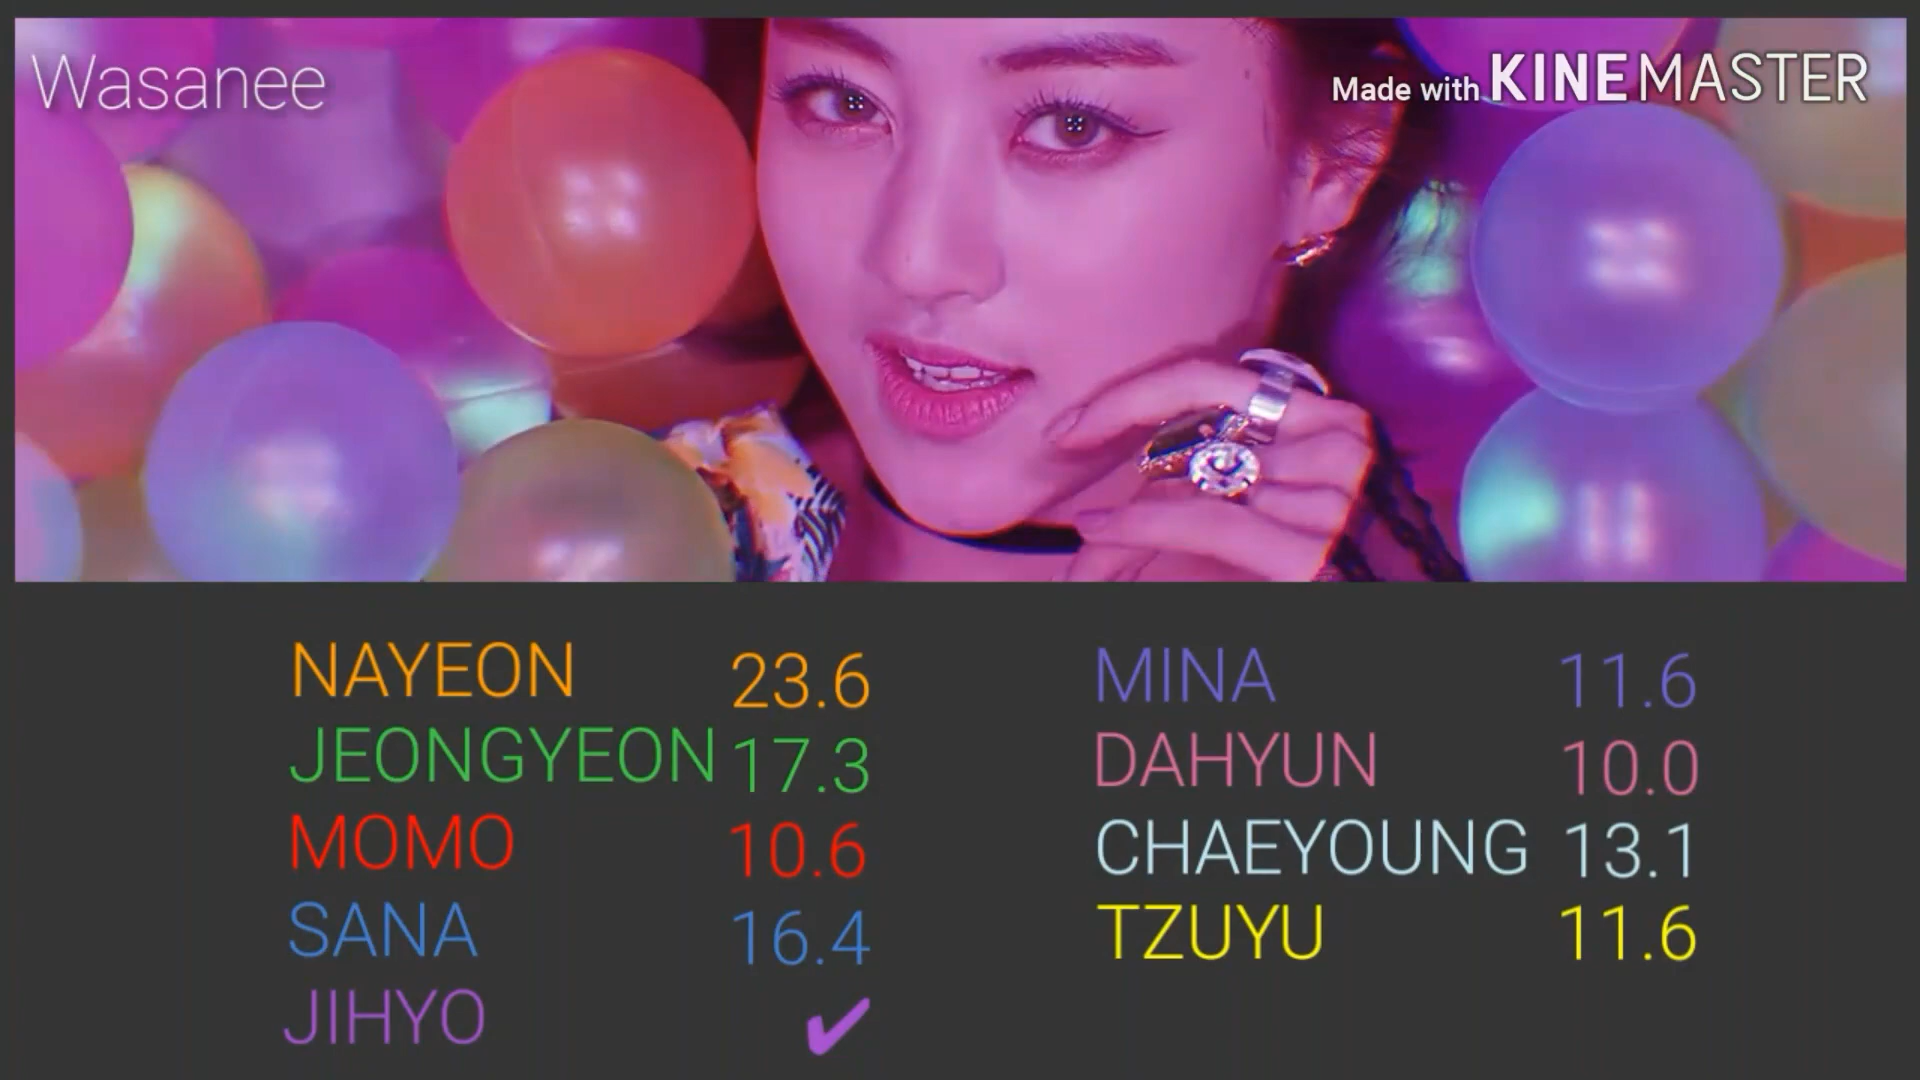 Wasanee
Made with KINEMASTER
NAYEON 23.6
JEONGYEON 17.3
MOMO 10.6
SANA 16.4
JIHYO ✔
MINA 11.6
DAHYUN 10.0
CHAEYOUNG 13.1
TZUYU 11.6